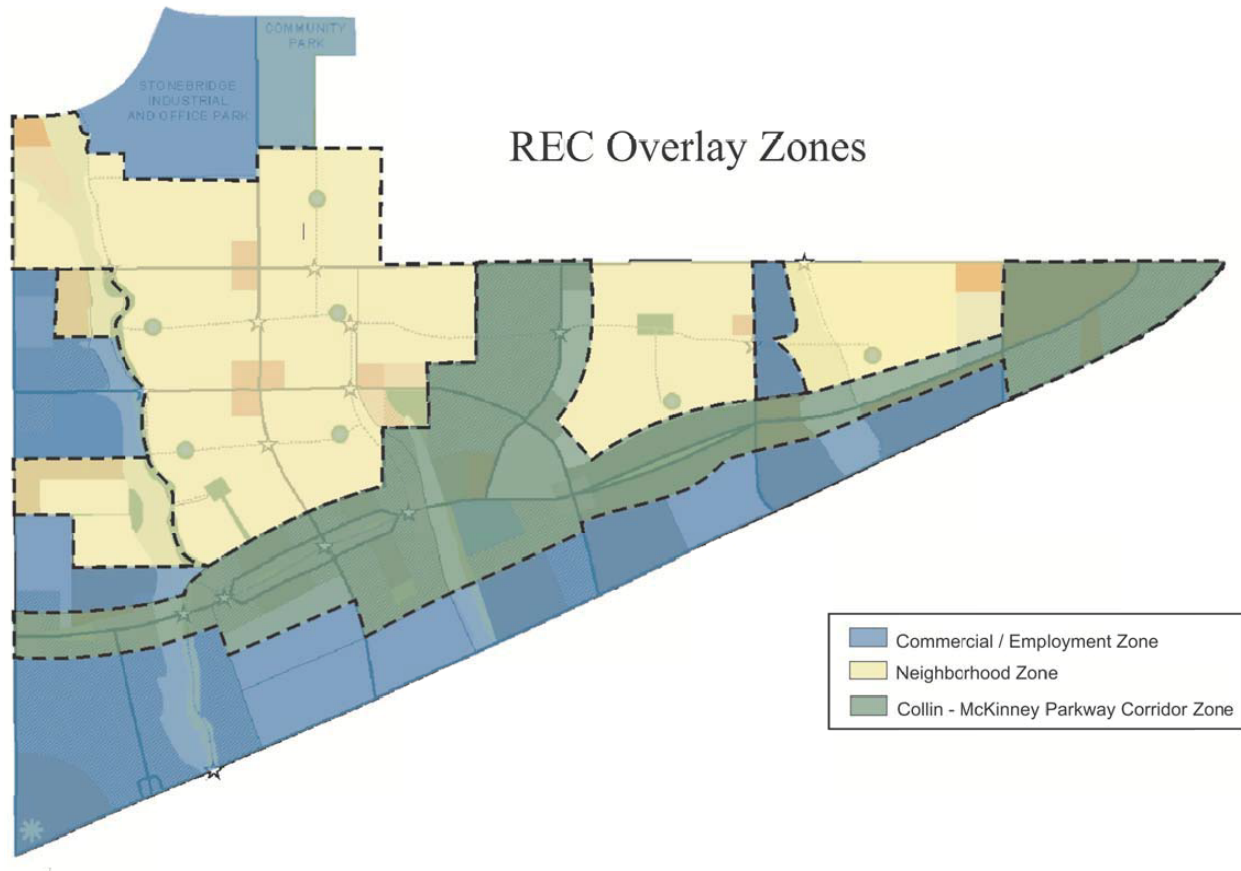 COMMUNITY
PARK
STONEBRIDGE
INDUSTRIAL
AND OFFICE PARK
REC Overlay Zones
Commercial / Employment Zone
Neighborhood Zone
Collin - McKinney Parkway Corridor Zone